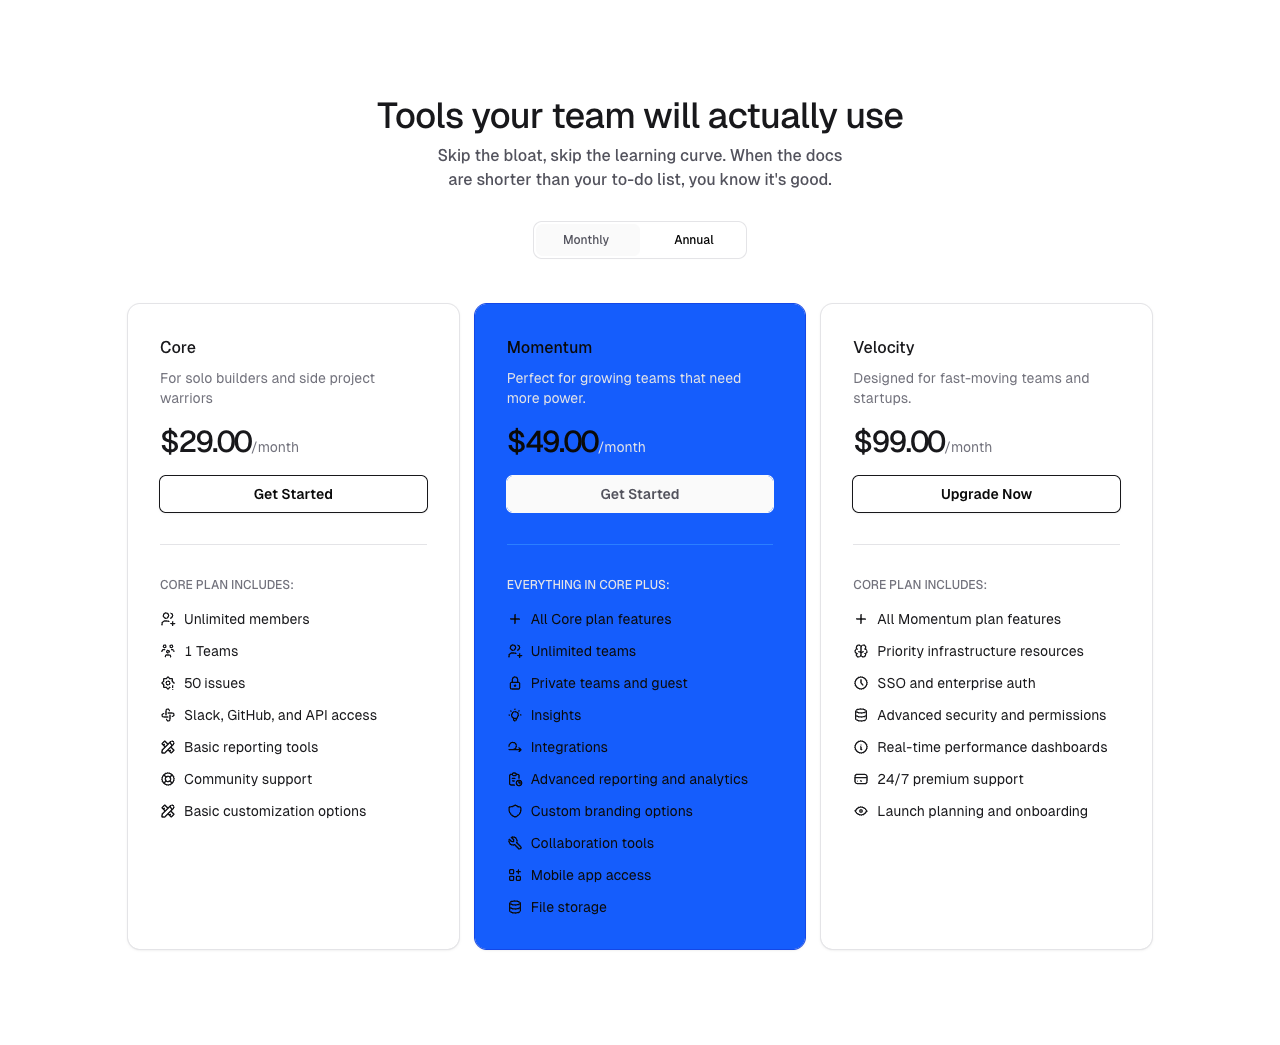 Tools your team will actually use
Skip the bloat, skip the learning curve. When the docs
are shorter than your to-do list, you know it's good.
Monthly
Annual
Core
For solo builders and side project
warriors
$29.00/month
Get Started
CORE PLAN INCLUDES:
Unlimited members
1 Teams
50 issues
Slack, GitHub, and API access
Basic reporting tools
Community support
Basic customization options
Momentum
Perfect for growing teams that need
more power.
$49.00/month
Get Started
EVERYTHING IN CORE PLUS:
All Core plan features
Unlimited teams
Private teams and guest
Insights
Integrations
Advanced reporting and analytics
Custom branding options
Collaboration tools
Mobile app access
File storage
Velocity
Designed for fast-moving teams and
startups.
$99.00/month
Upgrade Now
CORE PLAN INCLUDES:
All Momentum plan features
Priority infrastructure resources
SSO and enterprise auth
Advanced security and permissions
Real-time performance dashboards
24/7 premium support
Launch planning and onboarding